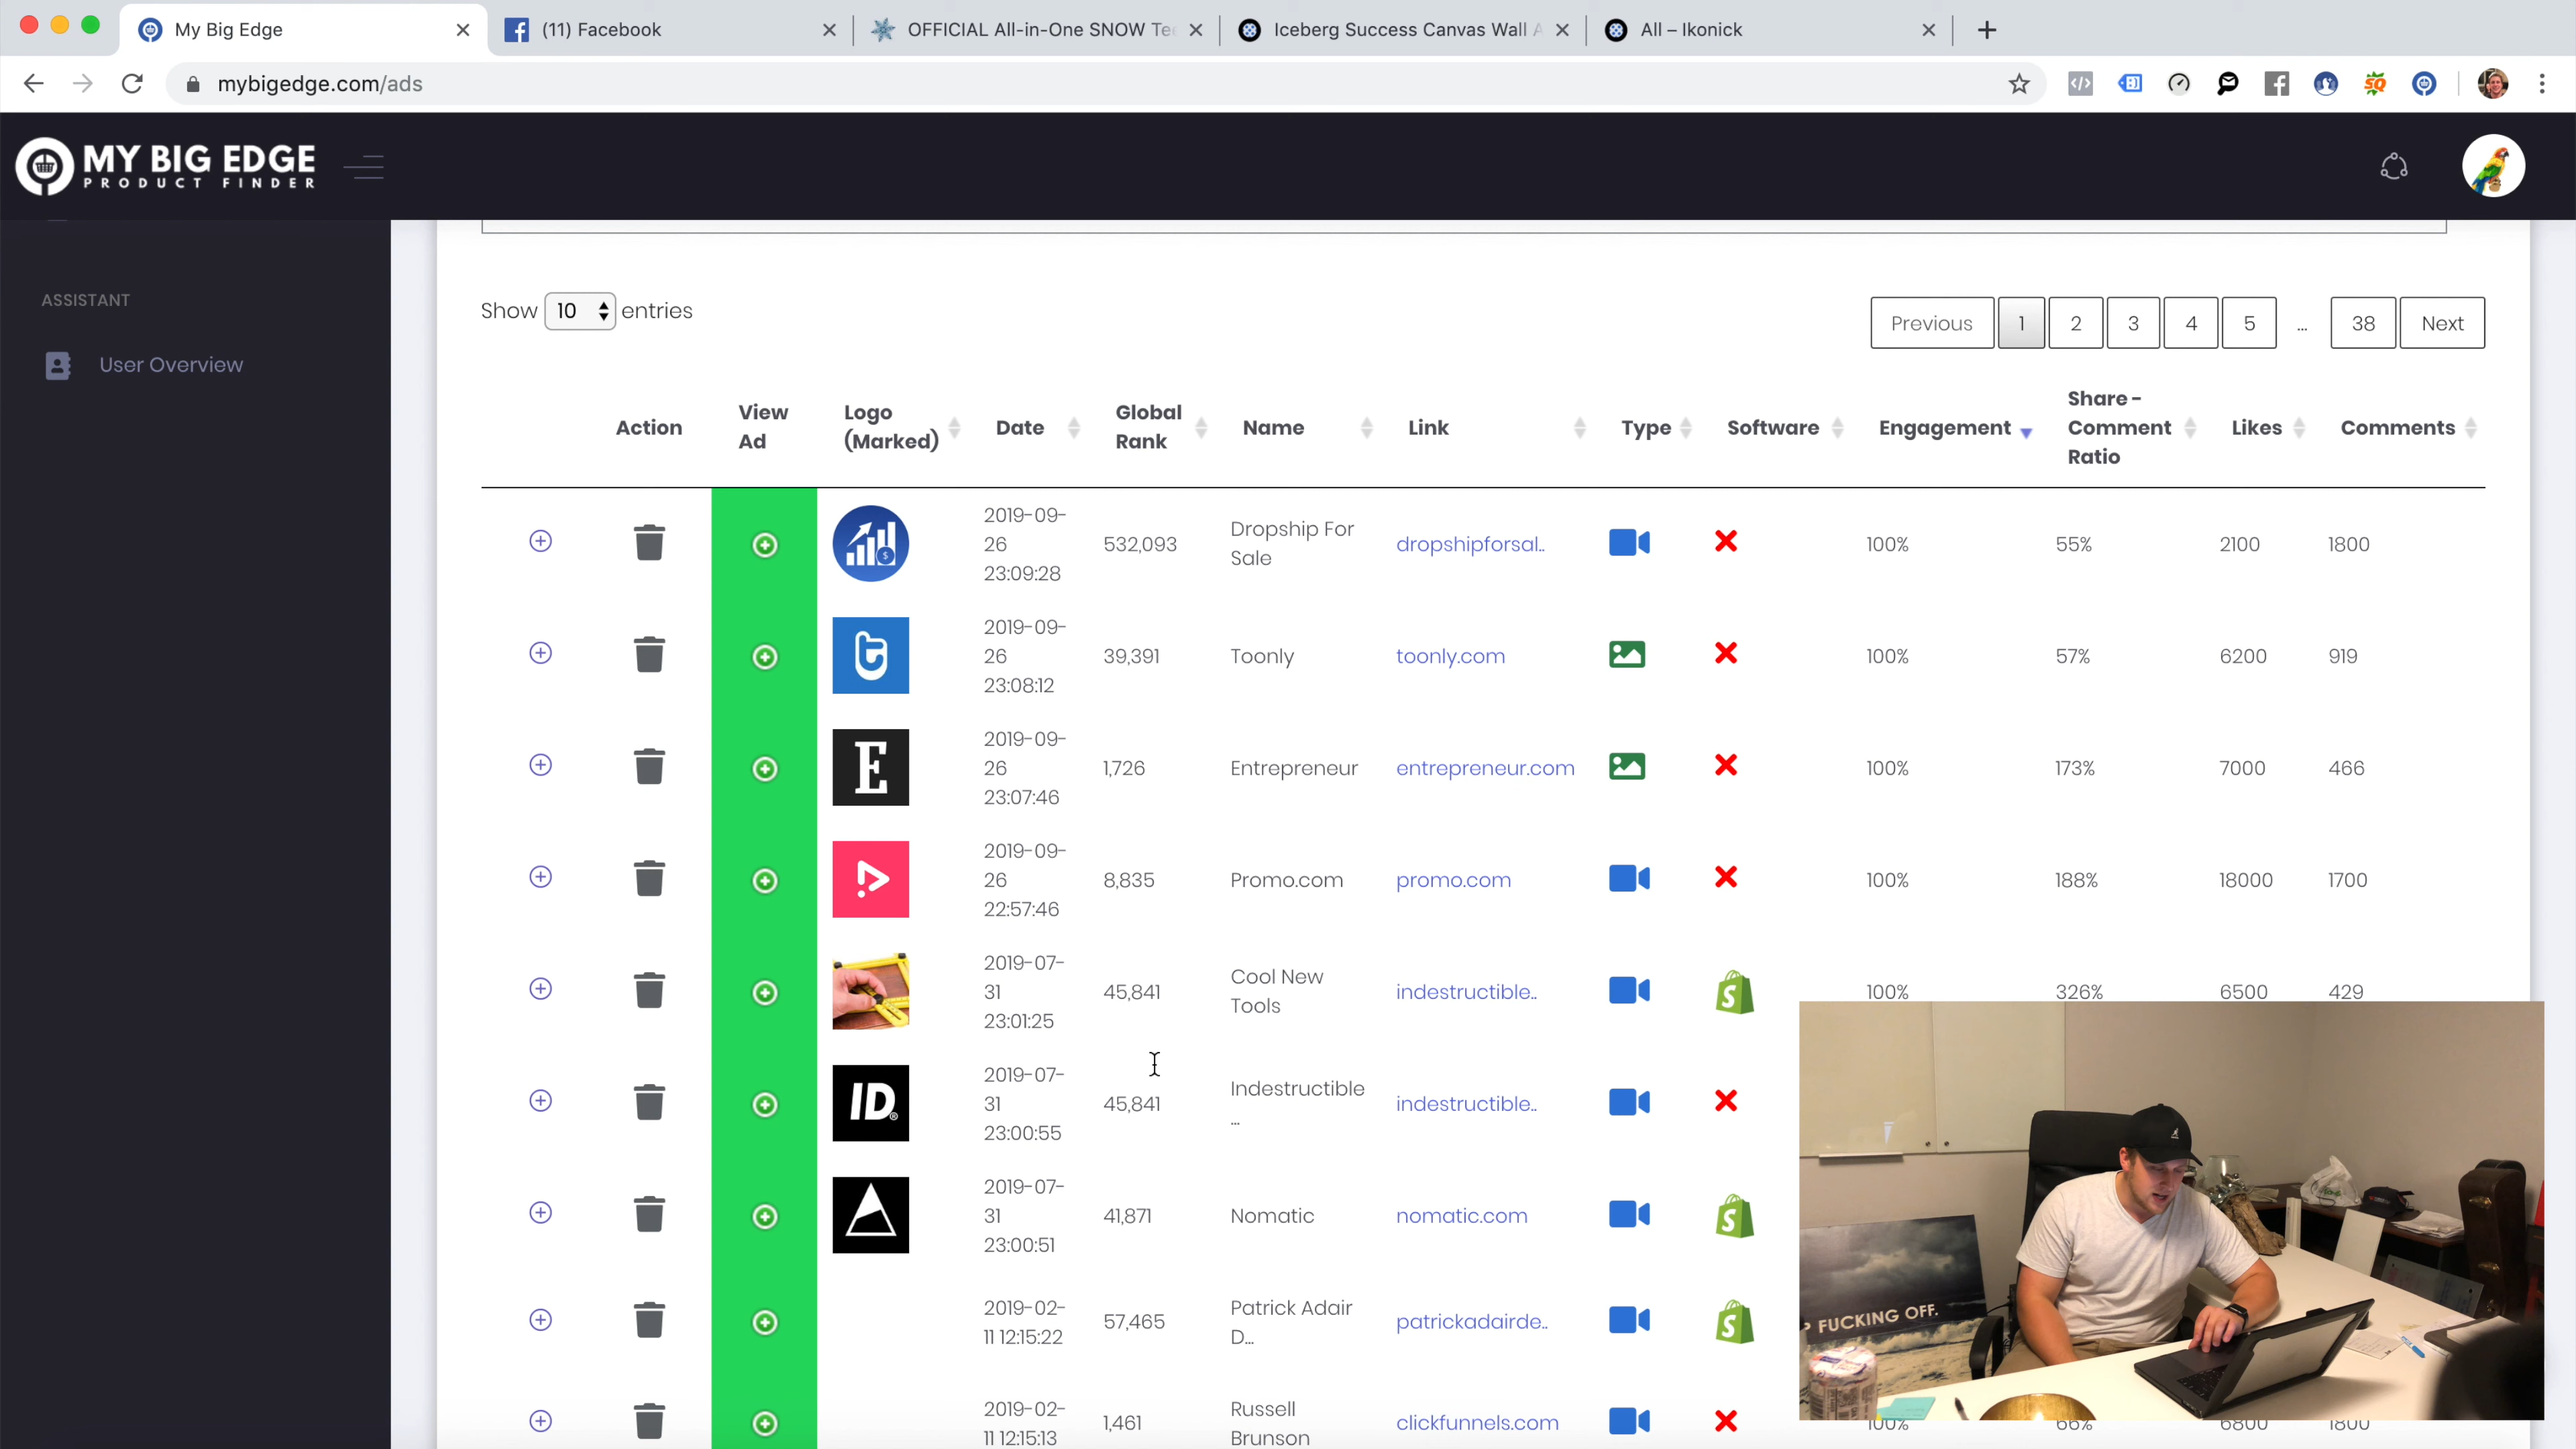 My Big Edge
(11) Facebook
OFFICIAL All-in-One SNOW Te
Iceberg Success Canvas Wall A
All – Ikonick
mybigedge.com/ads
MY BIG EDGE
PRODUCT FINDER
ASSISTANT
User Overview
Show 10 entries
Previous 1 2 3 4 5 ... 38 Next
Action View Ad Logo (Marked) Date Global Rank Name Link Type Software Engagement Share - Comment Ratio Likes Comments
2019-09-26 23:09:28 532,093 Dropship For Sale dropshipforsal.. 100% 55% 2100 1800
2019-09-26 23:08:12 39,391 Toonly toonly.com 100% 57% 6200 919
E 2019-09-26 23:07:46 1,726 Entrepreneur entrepreneur.com 100% 173% 7000 466
2019-09-26 22:57:46 8,835 Promo.com promo.com 100% 188% 18000 1700
2019-07-31 23:01:25 45,841 Cool New Tools indestructible.. 100% 326% 6500 429
ID 2019-07-31 23:00:55 45,841 Indestructible ... indestructible..
2019-07-31 23:00:51 41,871 Nomatic nomatic.com
2019-02-11 12:15:22 57,465 Patrick Adair D... patrickadairde..
2019-02-11 12:15:13 1,461 Russell Brunson clickfunnels.com 100% 66% 6800 1800
FUCKING OFF.